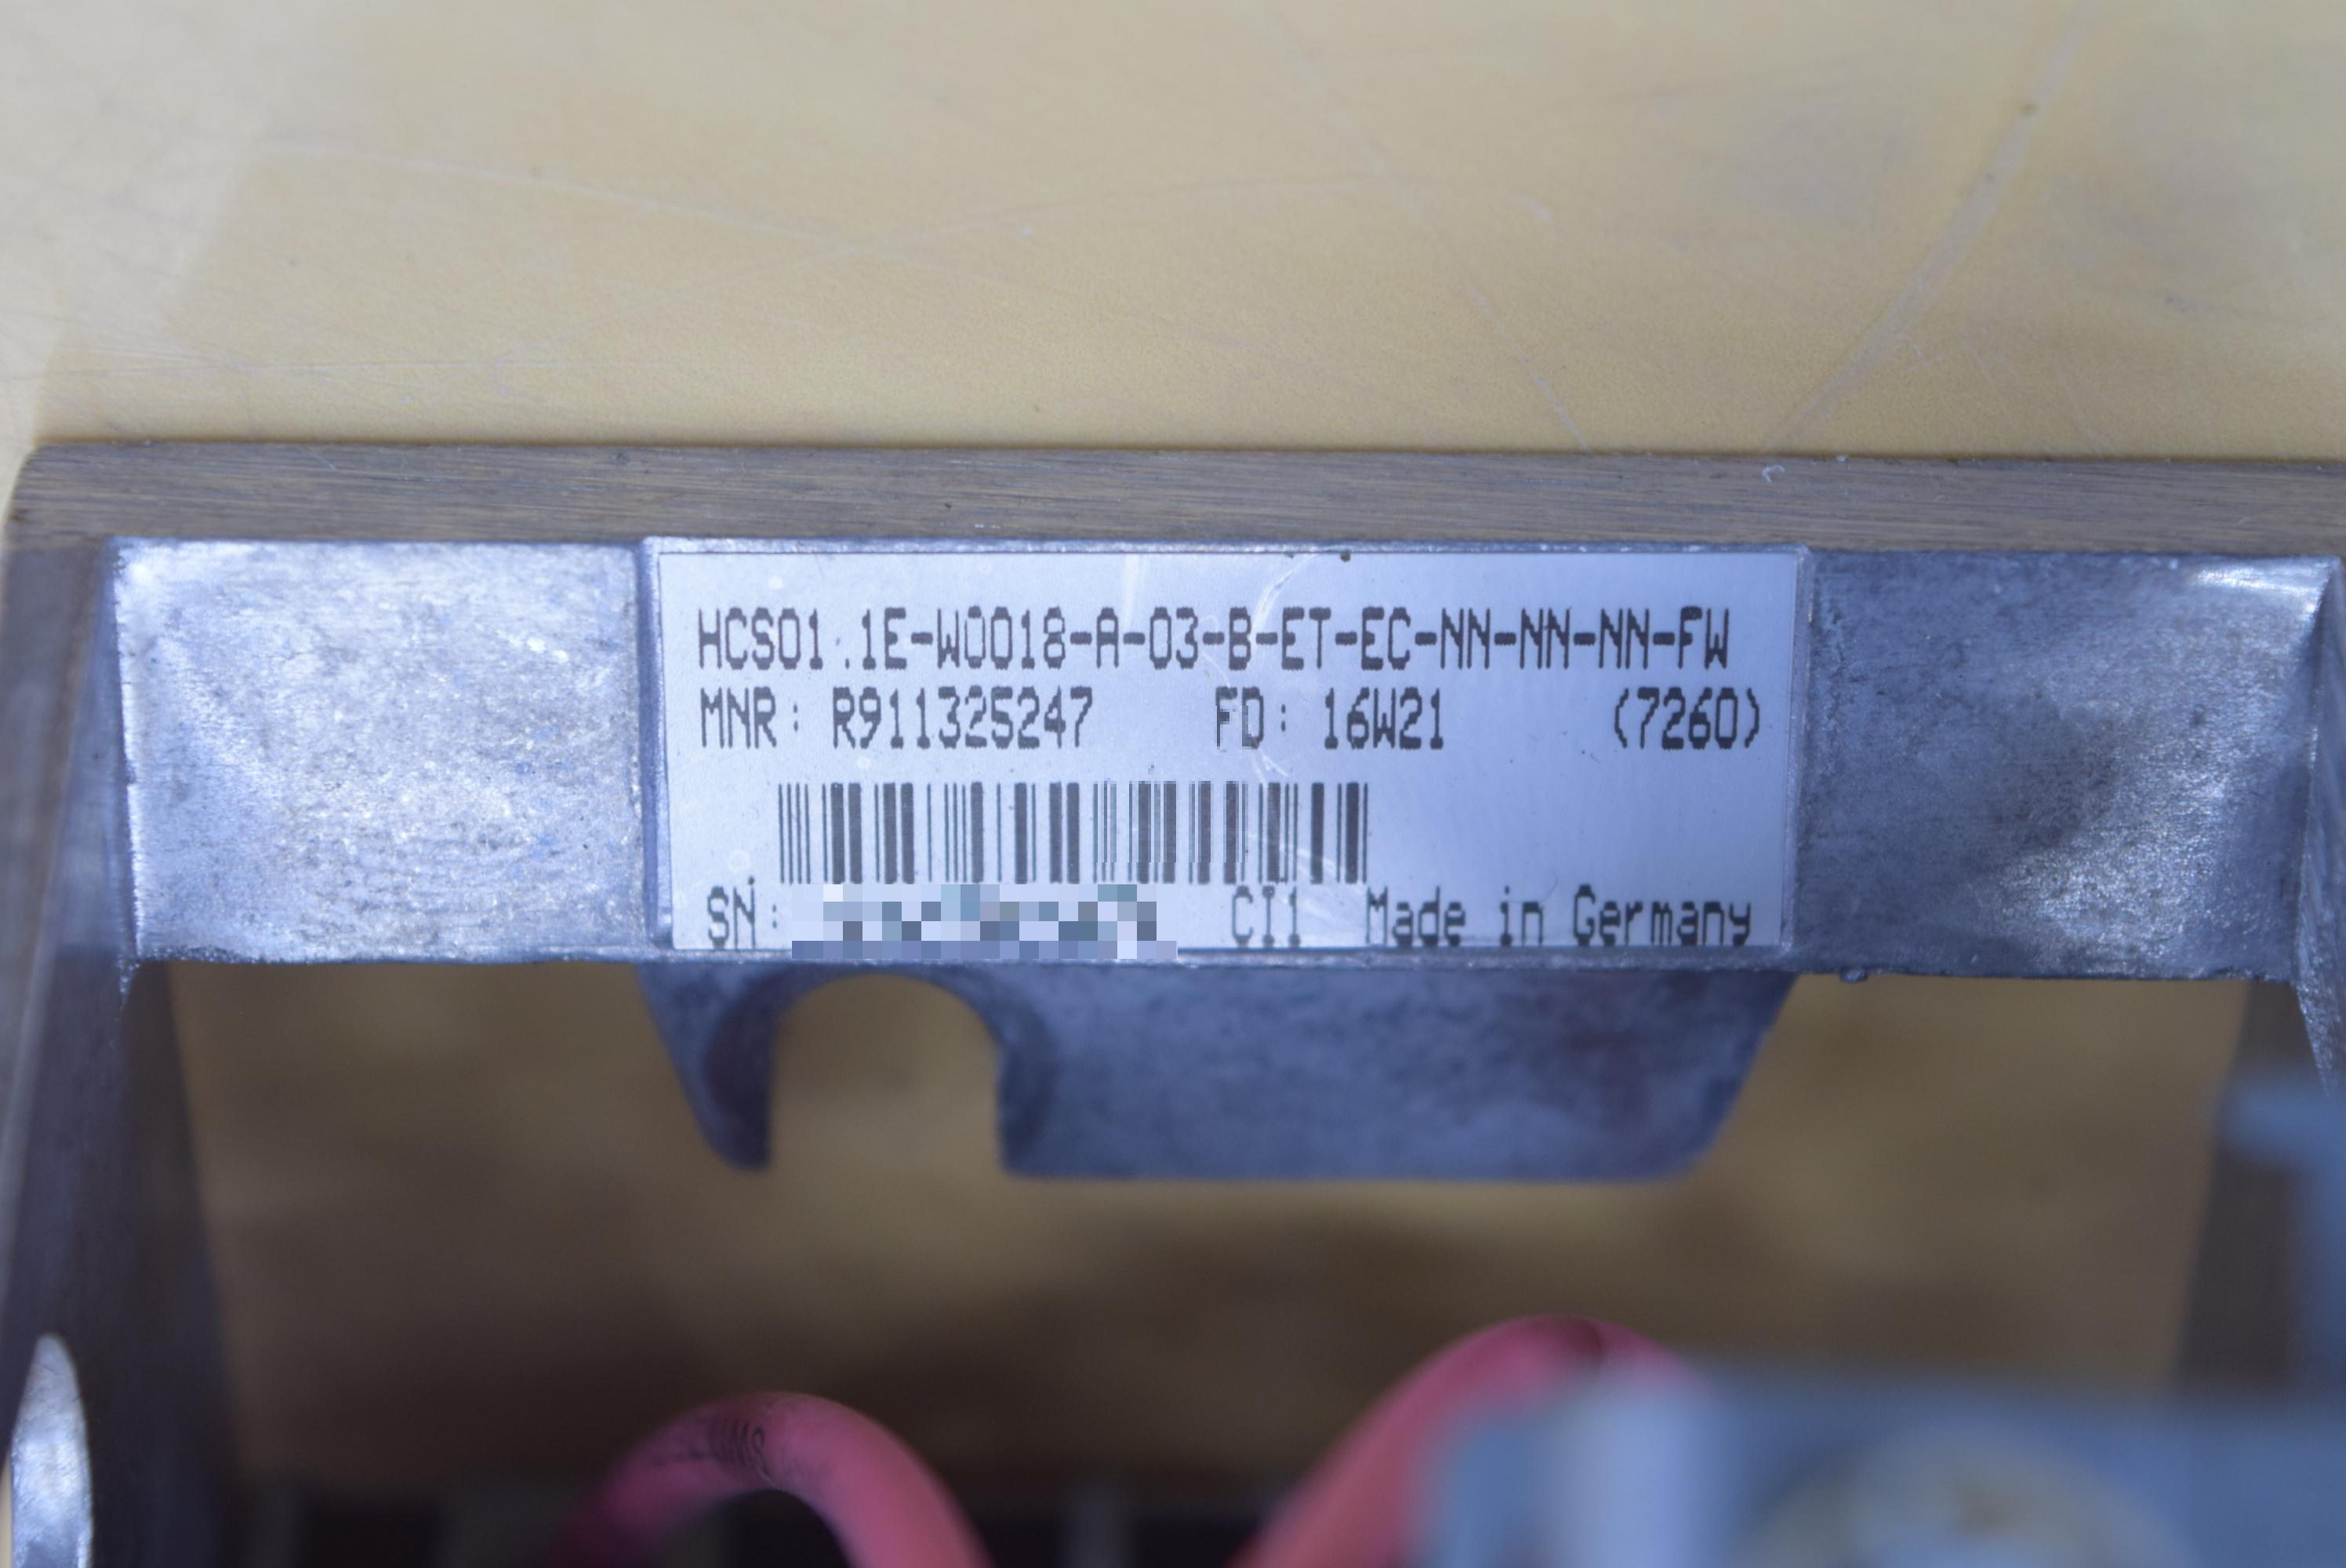 HCS01.1E-W0018-A-03-B-ET-EC-NN-NN-NN-FW
MNR: R911325247 FD: 16W21 (7260)
SN: CI1 Made in Germany